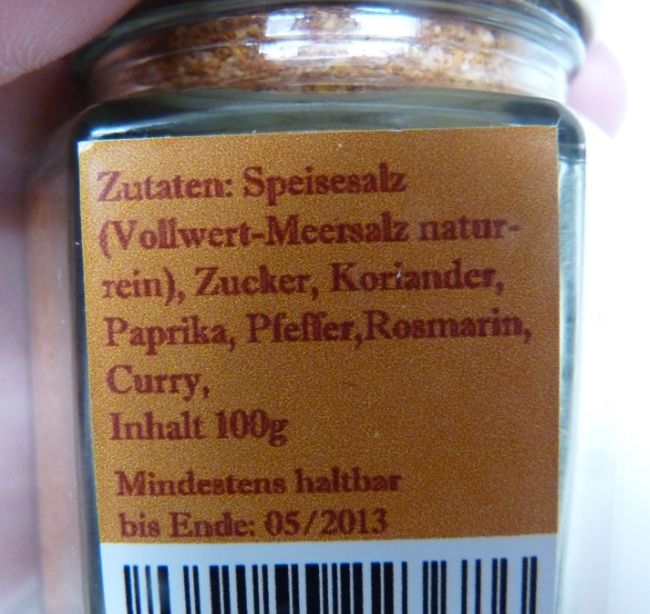 Zutaten: Speisesalz
(Vollwert-Meersalz natur-
rein), Zucker, Koriander,
Paprika, Pfeffer,Rosmarin,
Curry,
Inhalt 100g
Mindestens haltbar
bis Ende: 05/2013